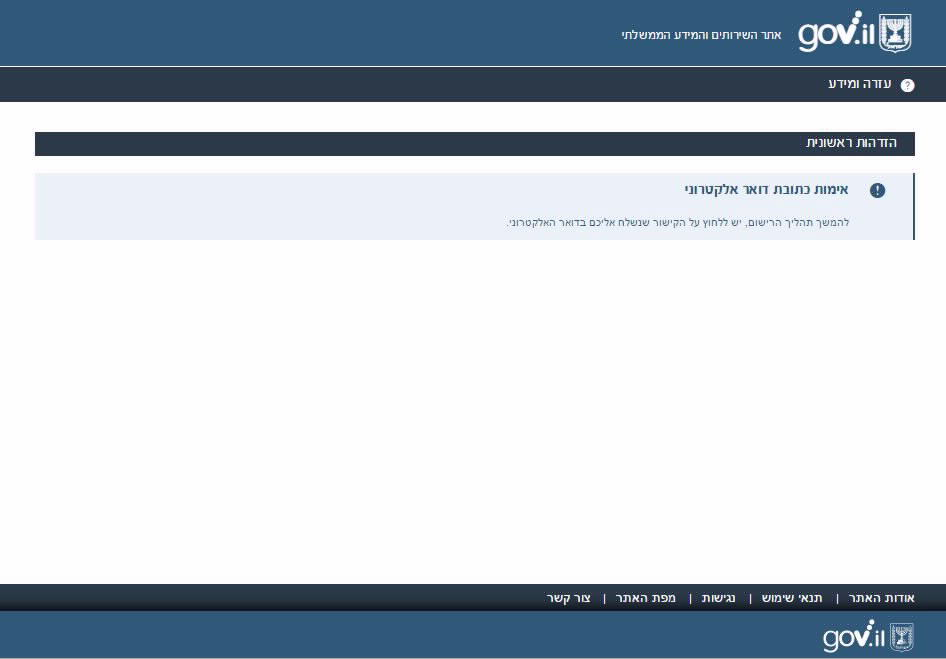 gov.il
אתר השירותים והמידע הממשלתי
עזרה ומידע
הזדהות ראשונית
אימות כתובת דואר אלקטרוני
להמשך תהליך הרישום, יש ללחוץ על הקישור שנשלח אליכם בדואר האלקטרוני.
אודות האתר | תנאי שימוש | נגישות | מפת האתר | צור קשר
gov.il